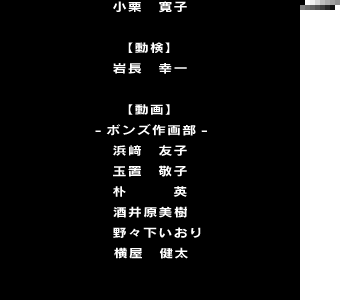 小栗　寛子
【動検】
岩長　幸一
【動画】
- ボンズ作画部 -
浜﨑　友子
玉置　敬子
朴　　　英
酒井原美樹
野々下いおり
横屋　健太